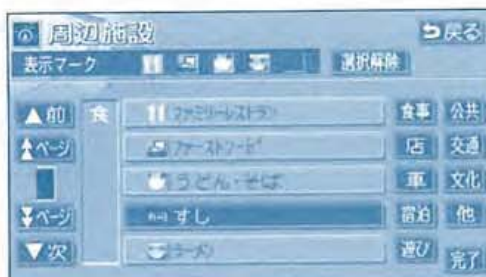 周辺施設 戻る
表示マーク 選択解除
前 食 ファミリーレストラン 食事 公共
ページ ファーストフード 店 交通
うどん・そば 車 文化
ページ すし 宿泊 他
次 ラーメン 遊び 完了